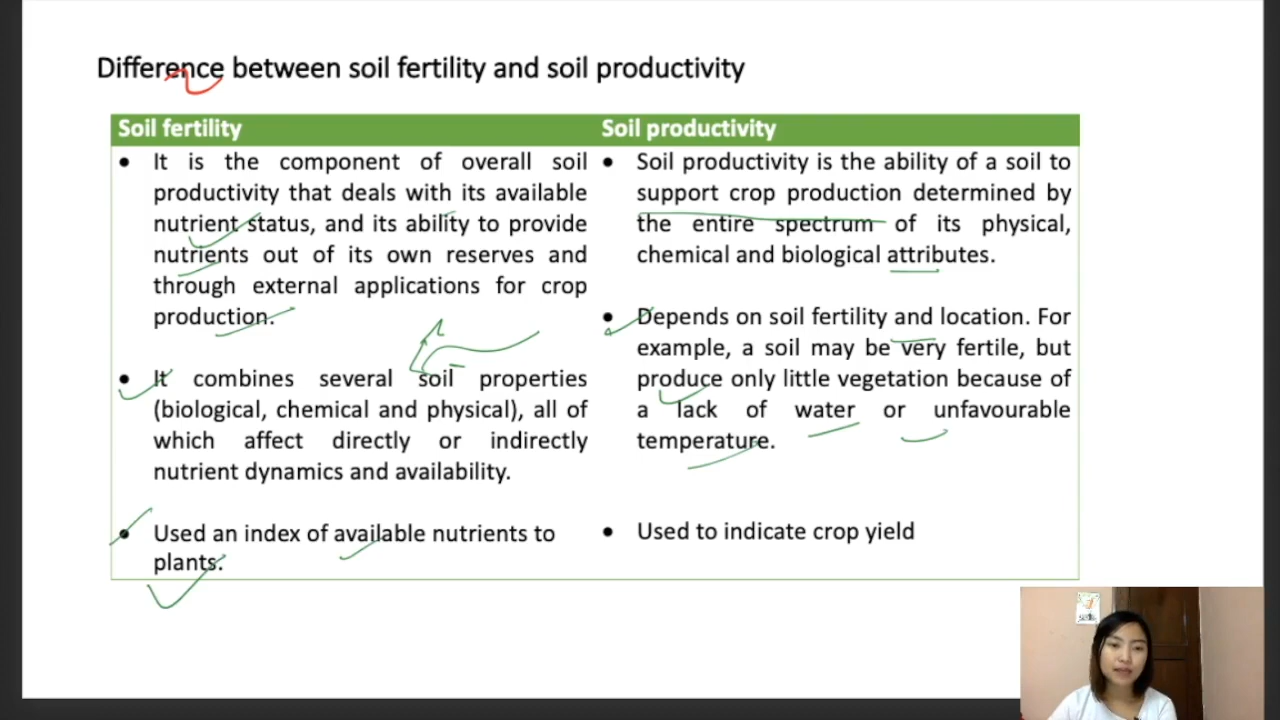 Difference between soil fertility and soil productivity
Soil fertility
It is the component of overall soil
productivity that deals with its available
nutrient status, and its ability to provide
nutrients out of its own reserves and
through external applications for crop
production.
It combines several soil properties
(biological, chemical and physical), all of
which affect directly or indirectly
nutrient dynamics and availability.
Used an index of available nutrients to
plants.
Soil productivity
Soil productivity is the ability of a soil to
support crop production determined by
the entire spectrum of its physical,
chemical and biological attributes.
Depends on soil fertility and location. For
example, a soil may be very fertile, but
produce only little vegetation because of
a lack of water or unfavourable
temperature.
Used to indicate crop yield